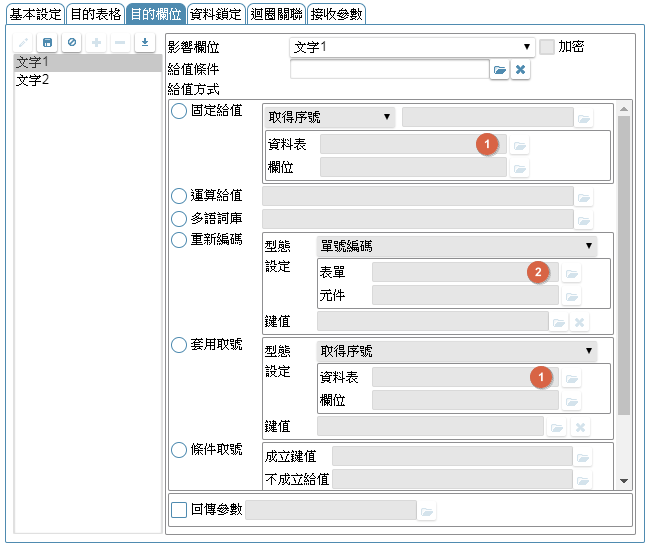 基本設定 目的表格 目的欄位 資料鎖定 迴圈關聯 接收參數
文字1
文字2
影響欄位 文字1 加密
給值條件
給值方式
固定給值 取得序號
資料表 1
欄位
運算給值
多語詞庫
重新編碼 型態 單號編碼
設定 表單 2
元件
鍵值
套用取號 型態 取得序號
設定 資料表 1
欄位
鍵值
條件取號 成立鍵值
不成立給值
回傳參數